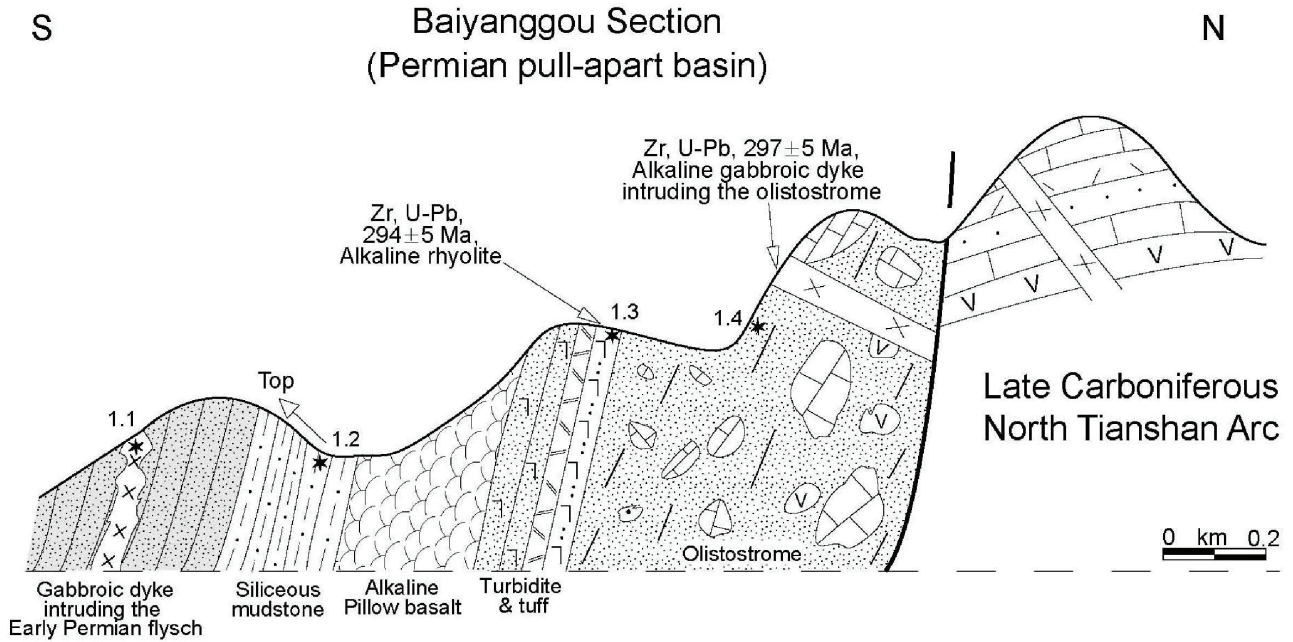 S
Baiyanggou Section
N
(Permian pull-apart basin)
Zr, U-Pb, 297±5 Ma,
Alkaline gabbroic dyke
intruding the olistostrome
Zr, U-Pb,
294±5 Ma,
Alkaline rhyolite
1.3
1.4
Top
1.1
1.2
V
V
V
V
V
V
V
Late Carboniferous
North Tianshan Arc
Olistostrome
0 km 0.2
Gabbroic dyke
intruding the
Early Permian flysch
Siliceous
mudstone
Alkaline
Pillow basalt
Turbidite
& tuff